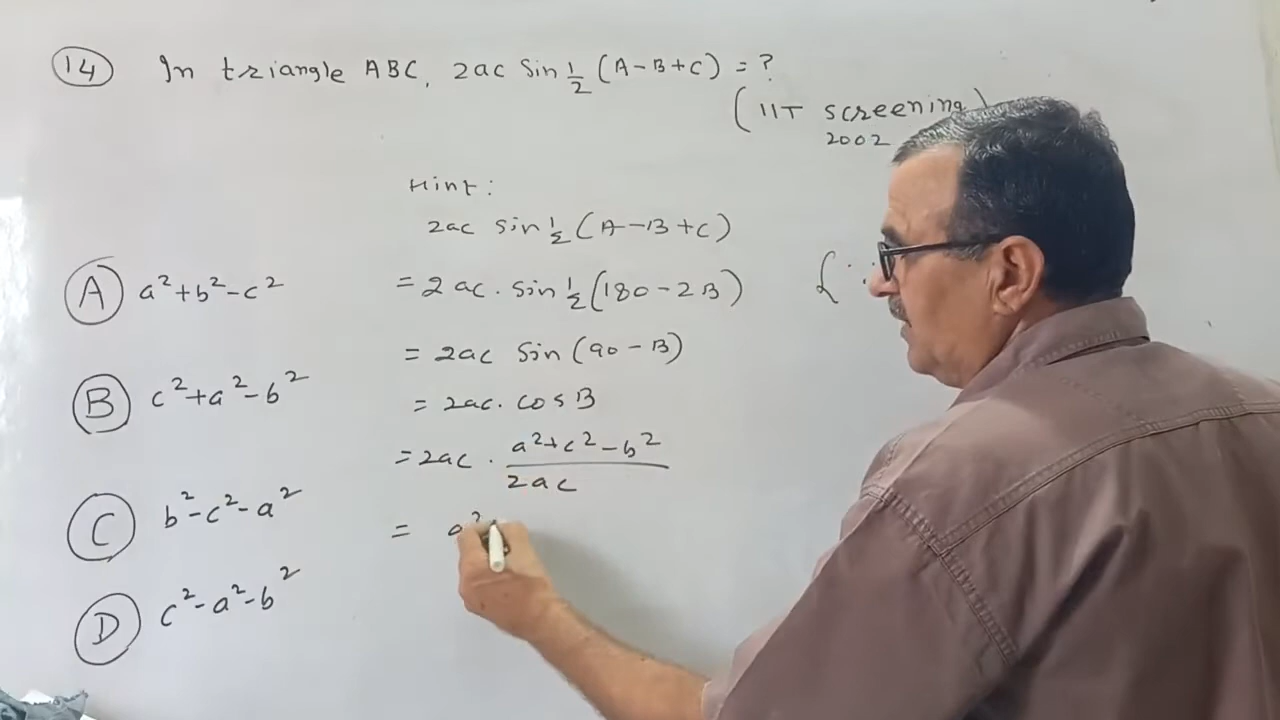 14 In triangle ABC, 2ac Sin 1/2 (A-B+C) = ?
(IIT screening)
2002
Hint:
2ac sin 1/2 (A-B+C)
= 2ac . sin 1/2 (180-2B)
= 2ac Sin (90-B)
= 2ac . cosB
= 2ac . a²+c²-b² / 2ac
= a²
A a²+b²-c²
B c²+a²-b²
C b²-c²-a²
D c²-a²-b²